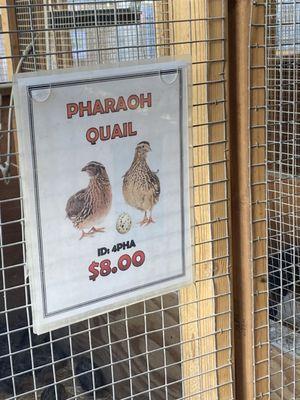 PHARAOH
QUAIL
ID: 4PHA
$8.00